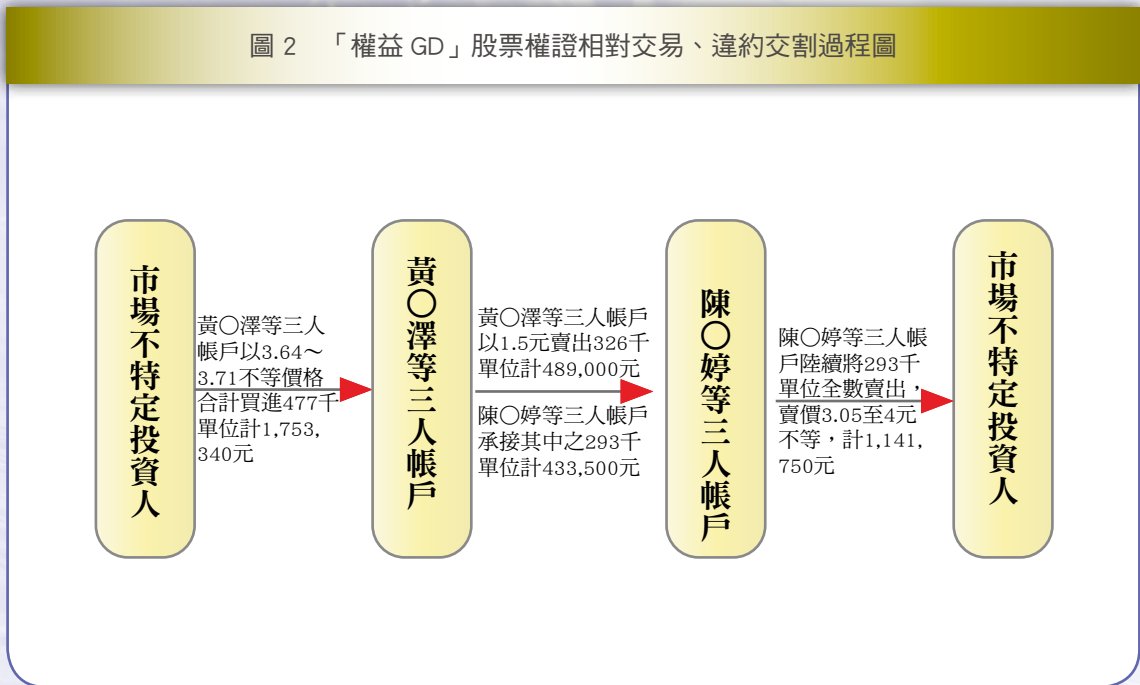 圖 2　「權益 GD」股票權證相對交易、違約交割過程圖
市場不特定投資人
黃〇澤等三人
帳戶以3.64～
3.71不等價格
合計買進477千
單位計1,753,
340元
黃〇澤等三人帳戶
黃〇澤等三人帳戶
以1.5元賣出326千
單位計489,000元
陳〇婷等三人帳戶
承接其中之293千
單位計433,500元
陳〇婷等三人帳戶
陳〇婷等三人帳
戶陸續將293千
單位全數賣出，
賣價3.05至4元
不等，計1,141,
750元
市場不特定投資人